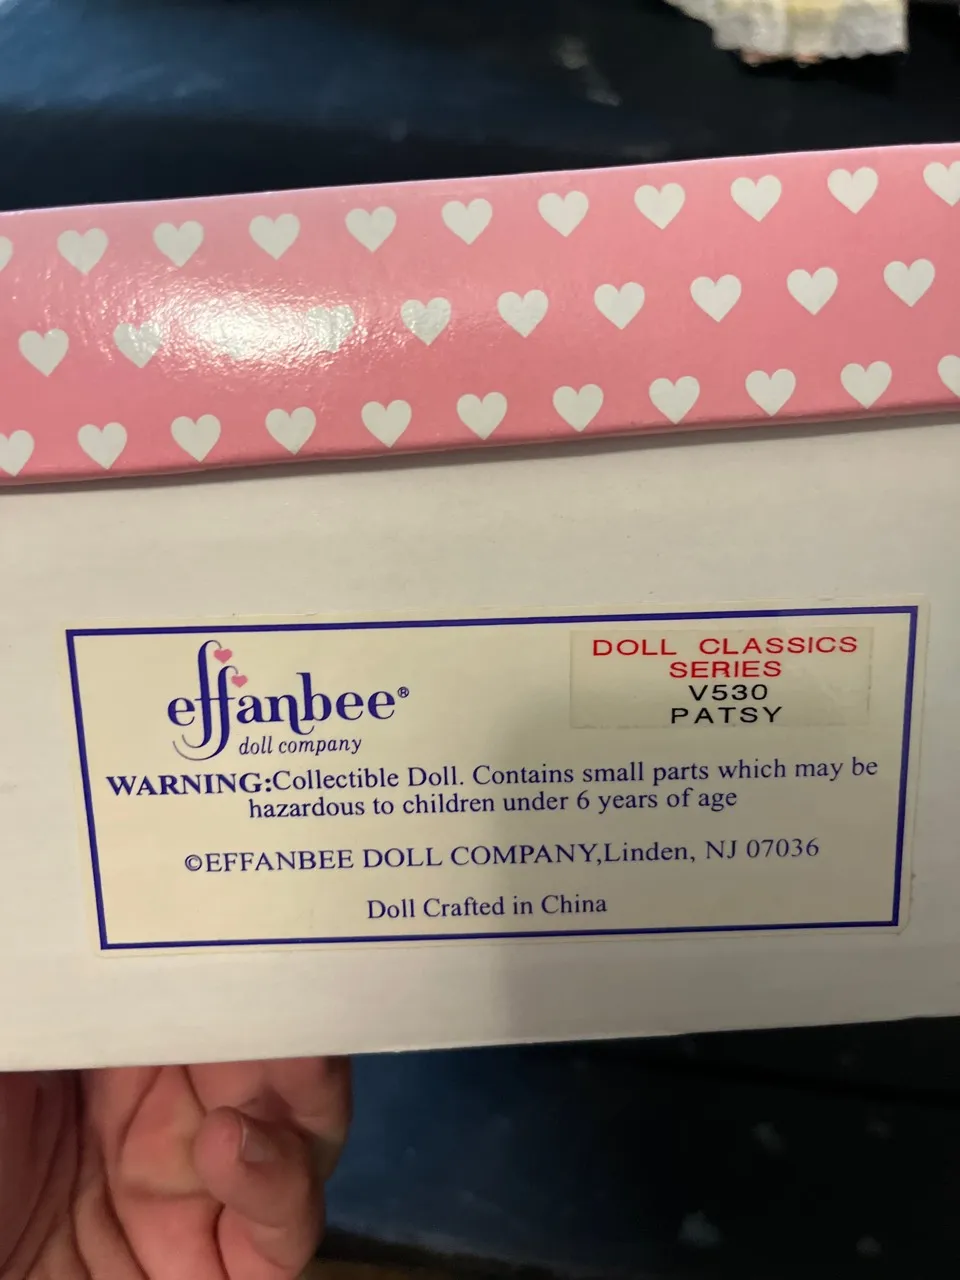 effanbee®
doll company
DOLL CLASSICS
SERIES
V530
PATSY
WARNING:Collectible Doll. Contains small parts which may be
hazardous to children under 6 years of age
©EFFANBEE DOLL COMPANY,Linden, NJ 07036
Doll Crafted in China